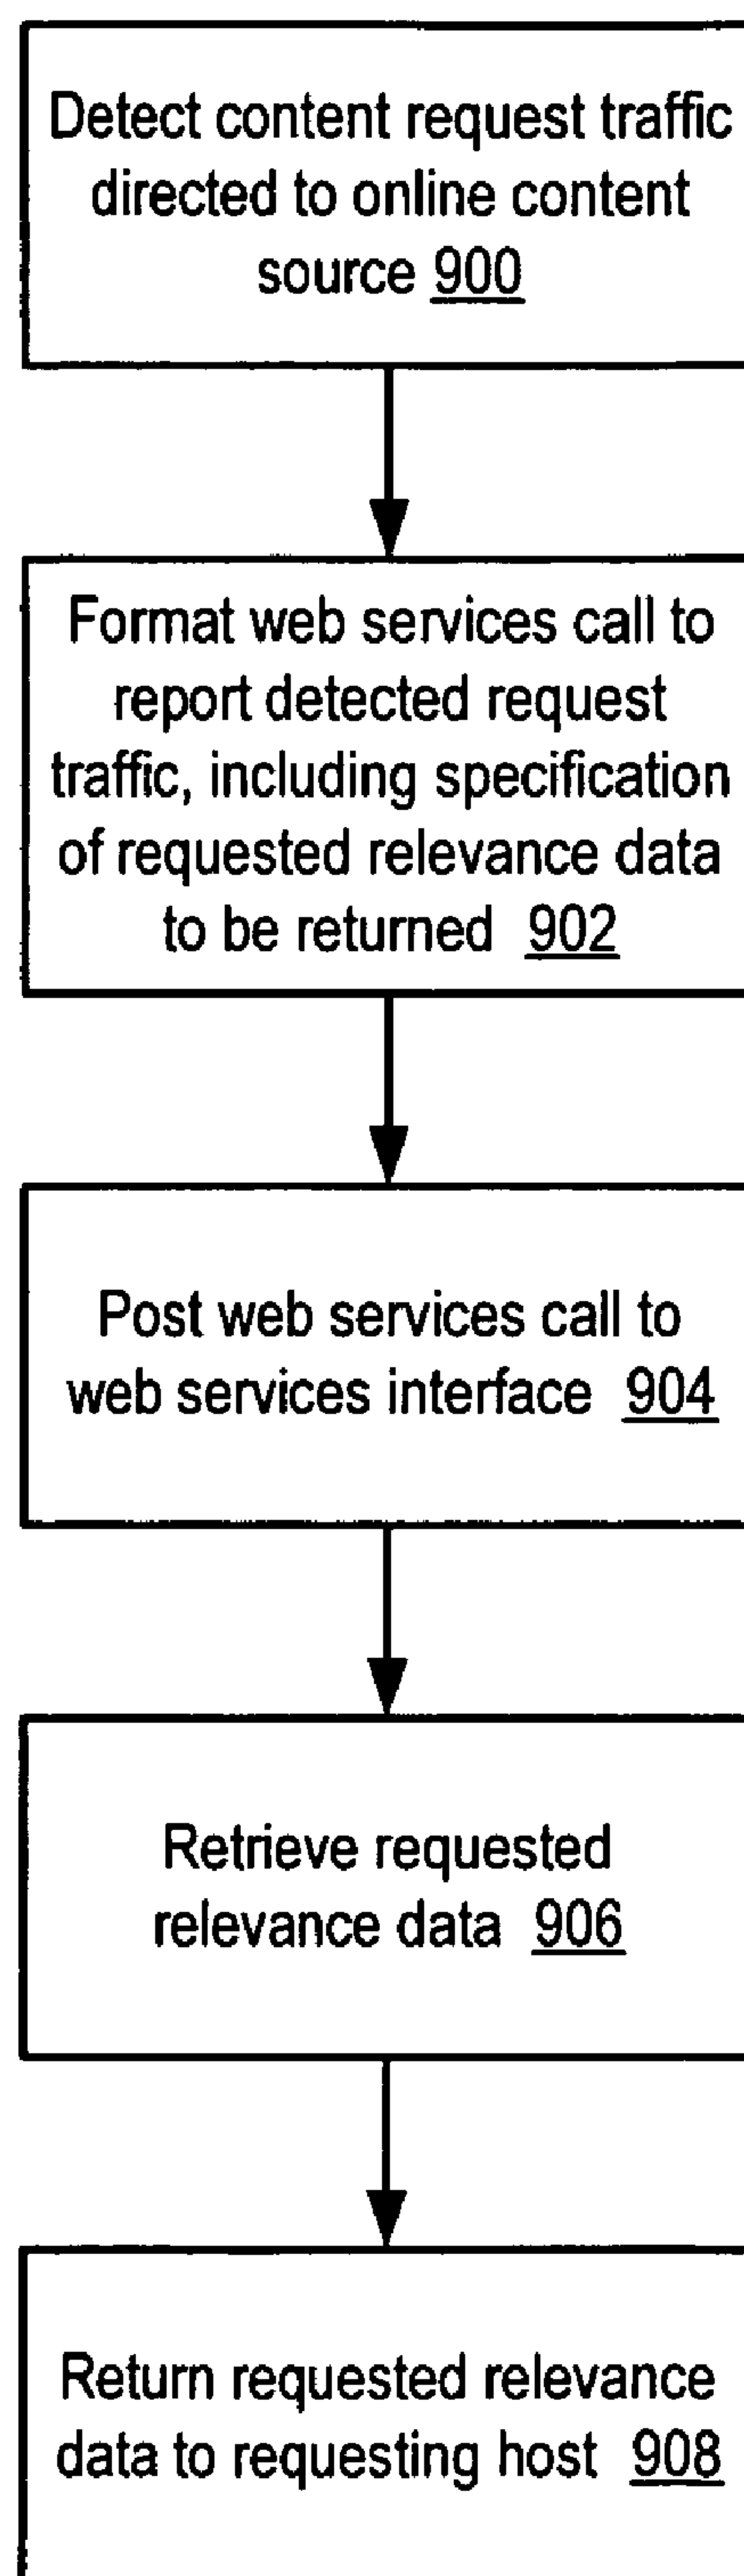 Detect content request traffic
directed to online content
source 900
Format web services call to
report detected request
traffic, including specification
of requested relevance data
to be returned 902
Post web services call to
web services interface 904
Retrieve requested
relevance data 906
Return requested relevance
data to requesting host 908